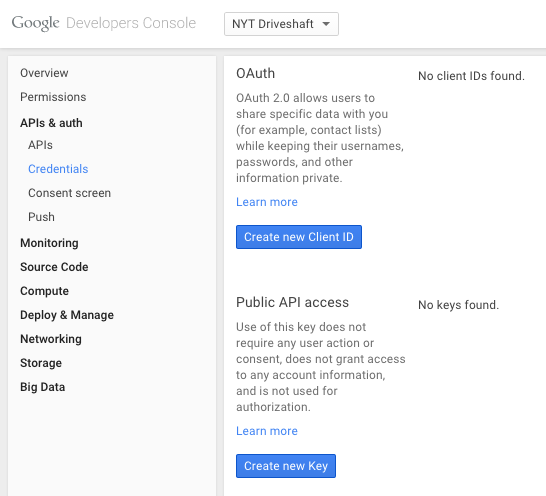 Google Developers Console
NYT Driveshaft
Overview
Permissions
APIs & auth
APIs
Credentials
Consent screen
Push
Monitoring
Source Code
Compute
Deploy & Manage
Networking
Storage
Big Data
OAuth
OAuth 2.0 allows users to
share specific data with you
(for example, contact lists)
while keeping their usernames,
passwords, and other
information private.
Learn more
Create new Client ID
No client IDs found.
Public API access
Use of this key does not
require any user action or
consent, does not grant access
to any account information,
and is not used for
authorization.
Learn more
Create new Key
No keys found.